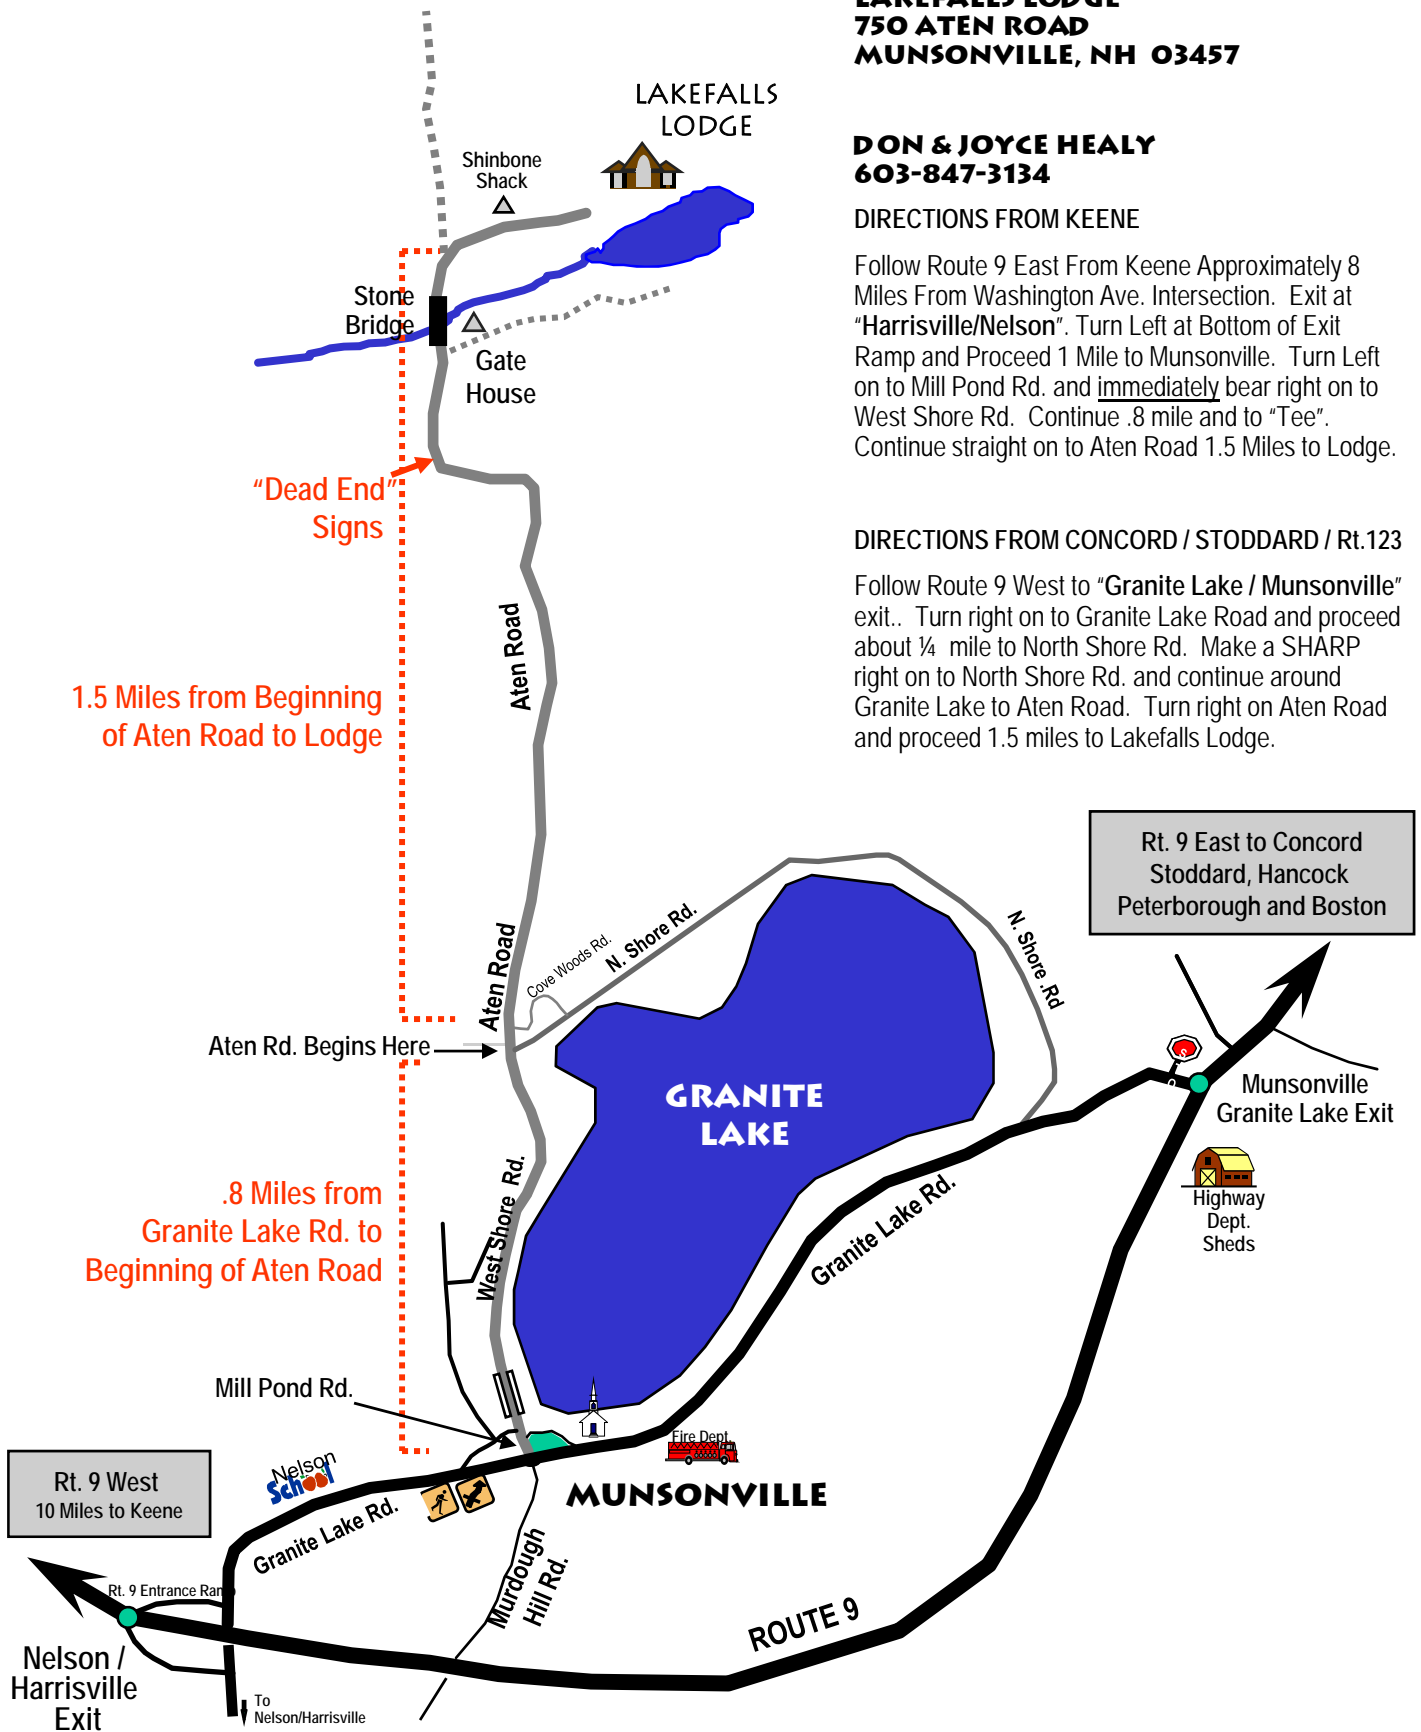 LAKEFALLS LODGE
750 ATEN ROAD
MUNSONVILLE, NH 03457
DON & JOYCE HEALY
603-847-3134
DIRECTIONS FROM KEENE
Follow Route 9 East From Keene Approximately 8
Miles From Washington Ave. Intersection. Exit at
“Harrisville/Nelson”. Turn Left at Bottom of Exit
Ramp and Proceed 1 Mile to Munsonville. Turn Left
on to Mill Pond Rd. and immediately bear right on to
West Shore Rd. Continue .8 mile and to “Tee”.
Continue straight on to Aten Road 1.5 Miles to Lodge.
DIRECTIONS FROM CONCORD / STODDARD / Rt.123
Follow Route 9 West to “Granite Lake / Munsonville”
exit.. Turn right on to Granite Lake Road and proceed
about ¼ mile to North Shore Rd. Make a SHARP
right on to North Shore Rd. and continue around
Granite Lake to Aten Road. Turn right on Aten Road
and proceed 1.5 miles to Lakefalls Lodge.
LAKEFALLS
LODGE
Shinbone
Shack
Stone
Bridge
Gate
House
“Dead End”
Signs
Aten Road
1.5 Miles from Beginning
of Aten Road to Lodge
Rt. 9 East to Concord
Stoddard, Hancock
Peterborough and Boston
Aten Road
Cove Woods Rd.
N. Shore Rd.
N. Shore .Rd
Aten Rd. Begins Here
S
GRANITE
LAKE
Munsonville
Granite Lake Exit
Highway
Dept.
Sheds
.8 Miles from
Granite Lake Rd. to
Beginning of Aten Road
West Shore Rd.
Granite Lake Rd.
Mill Pond Rd.
Fire Dept.
Nelson
School
MUNSONVILLE
Rt. 9 West
10 Miles to Keene
Granite Lake Rd.
Murdough
Hill Rd.
Rt. 9 Entrance Ramp
ROUTE 9
Nelson /
Harrisville
Exit
To
Nelson/Harrisville